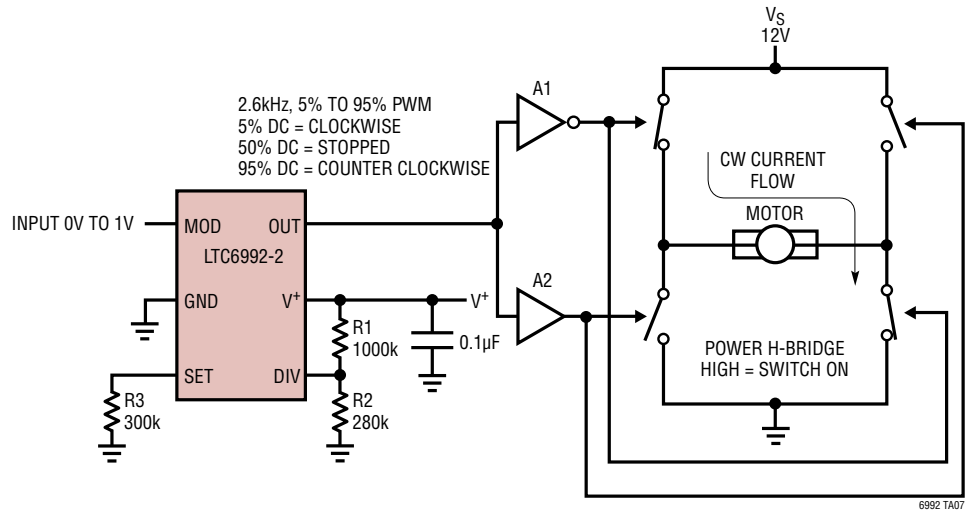 V_S
12V
A1
2.6kHz, 5% TO 95% PWM
5% DC = CLOCKWISE
50% DC = STOPPED
95% DC = COUNTER CLOCKWISE
CW CURRENT
FLOW
MOTOR
INPUT 0V TO 1V
MOD
OUT
LTC6992-2
GND
V+
V+
A2
R1
1000k
0.1µF
SET
DIV
R3
300k
R2
280k
POWER H-BRIDGE
HIGH = SWITCH ON
6992 TA07